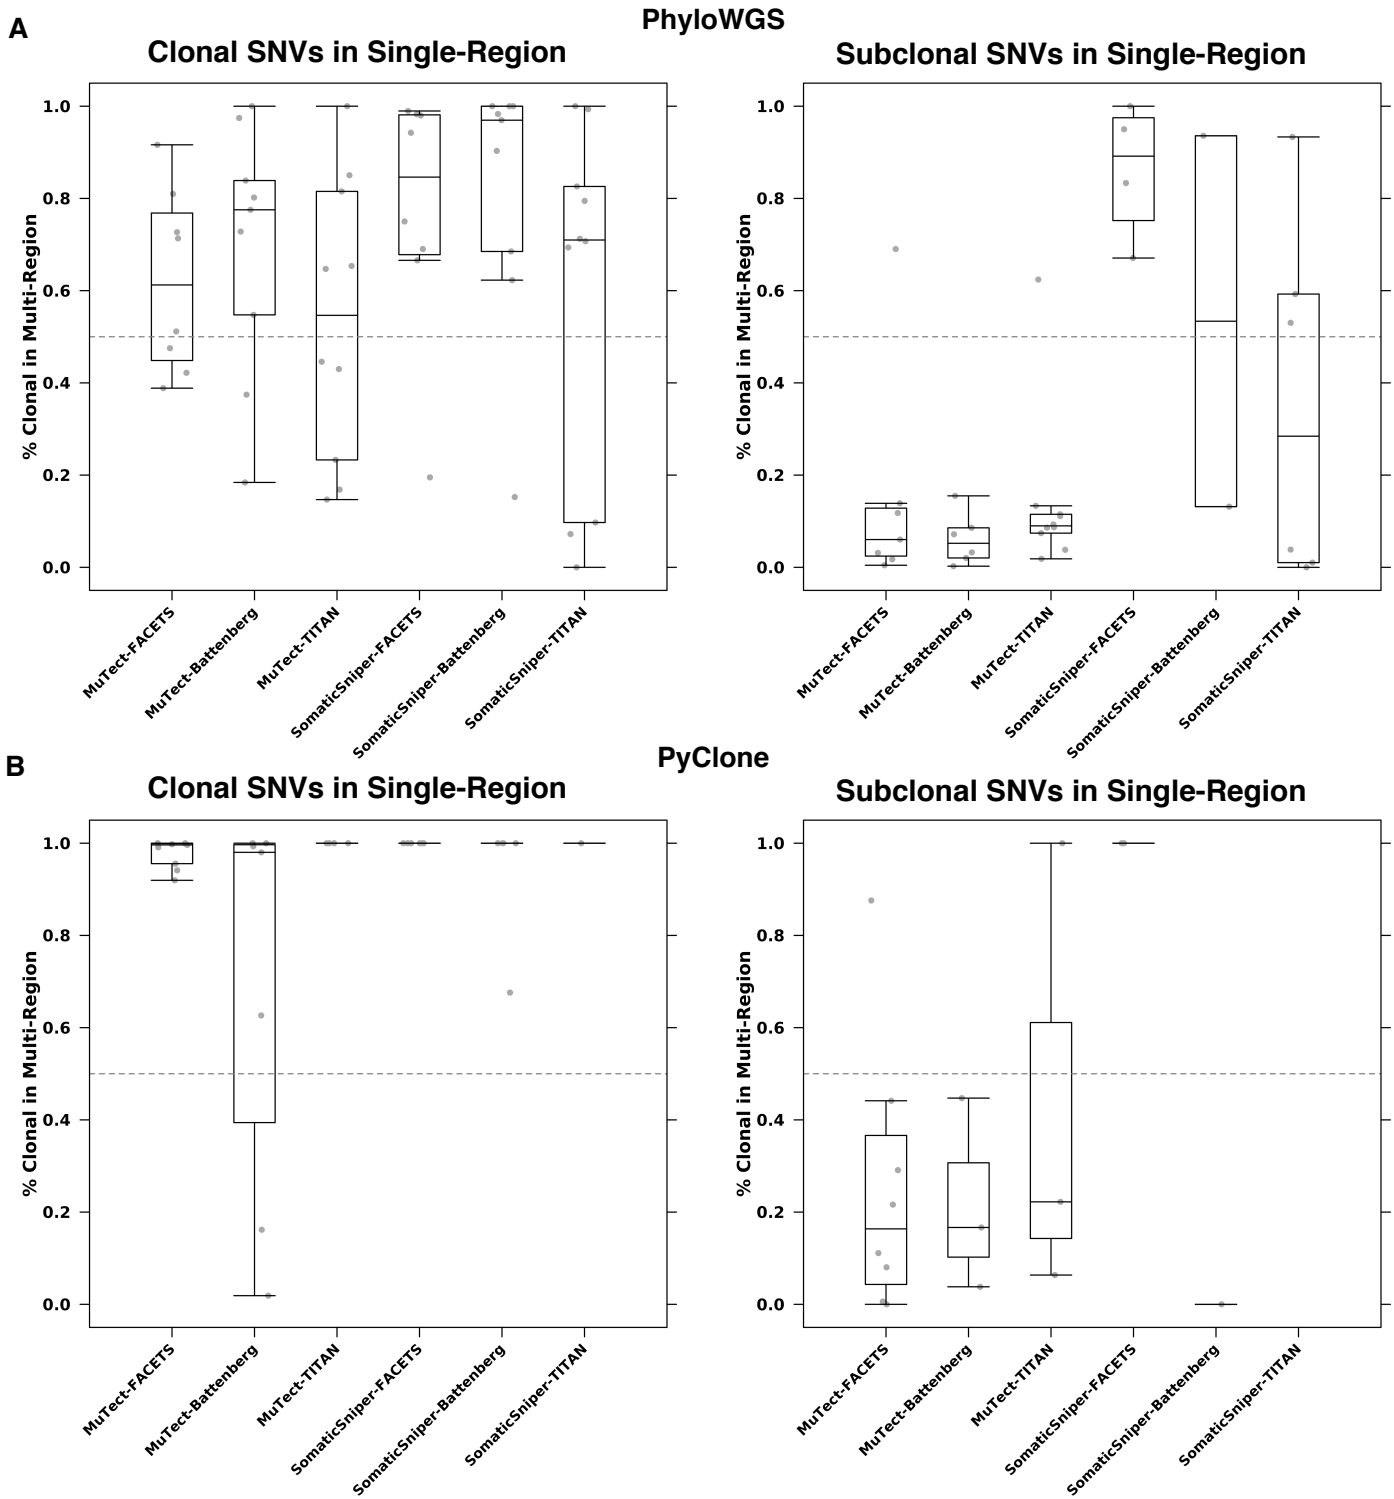 A
PhyloWGS
Clonal SNVs in Single-Region
Subclonal SNVs in Single-Region
% Clonal in Multi-Region
1.0
0.8
0.6
0.4
0.2
0.0
MuTect-FACETS
MuTect-Battenberg
MuTect-TITAN
SomaticSniper-FACETS
SomaticSniper-Battenberg
SomaticSniper-TITAN
% Clonal in Multi-Region
1.0
0.8
0.6
0.4
0.2
0.0
MuTect-FACETS
MuTect-Battenberg
MuTect-TITAN
SomaticSniper-FACETS
SomaticSniper-Battenberg
SomaticSniper-TITAN
B
PyClone
Clonal SNVs in Single-Region
Subclonal SNVs in Single-Region
% Clonal in Multi-Region
1.0
0.8
0.6
0.4
0.2
0.0
MuTect-FACETS
MuTect-Battenberg
MuTect-TITAN
SomaticSniper-FACETS
SomaticSniper-Battenberg
SomaticSniper-TITAN
% Clonal in Multi-Region
1.0
0.8
0.6
0.4
0.2
0.0
MuTect-FACETS
MuTect-Battenberg
MuTect-TITAN
SomaticSniper-FACETS
SomaticSniper-Battenberg
SomaticSniper-TITAN